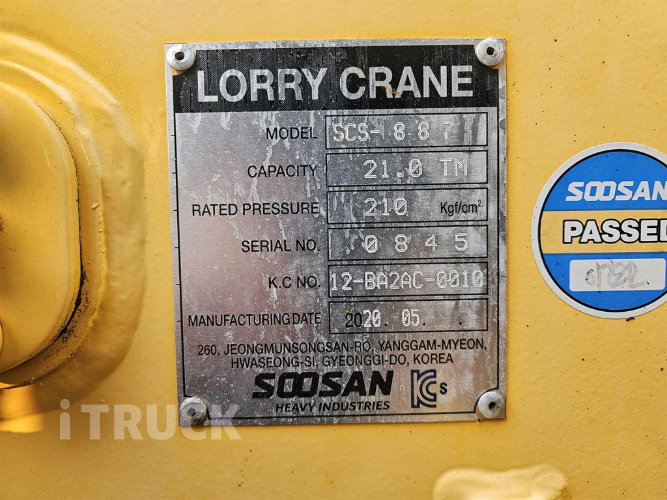 LORRY CRANE
MODEL SCS-887
CAPACITY 21.0 TM
RATED PRESSURE 210 Kgf/cm²
SERIAL NO. 0845
K.C NO. 12-BA2AC-0010
MANUFACTURING DATE 2020. 05.
260, JEONGMUNSONGSAN-RO, YANGGAM-MYEON,
HWASEONG-SI, GYEONGGI-DO, KOREA
SOOSAN KCs
HEAVY INDUSTRIES
SOOSAN
PASSED
iTRUCK